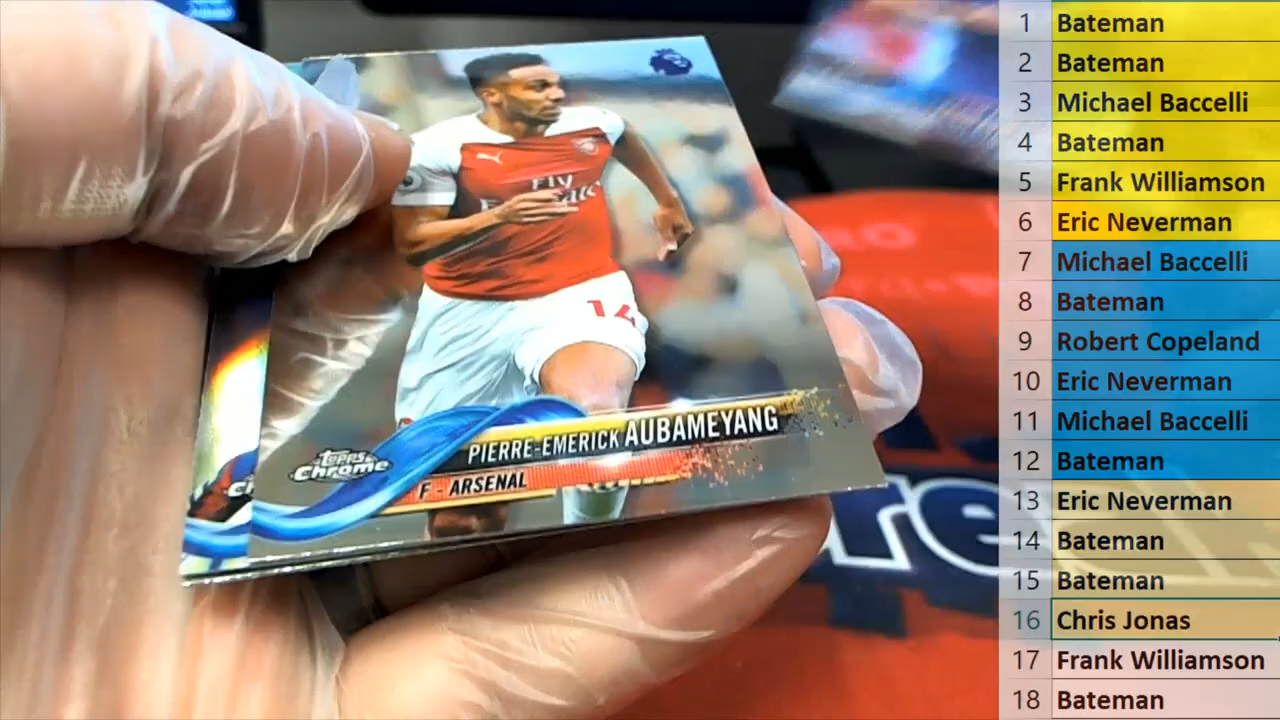 Fly
Emirates
14
Topps
Chrome
PIERRE-EMERICK AUBAMEYANG
F - ARSENAL
re
1 Bateman
2 Bateman
3 Michael Baccelli
4 Bateman
5 Frank Williamson
6 Eric Neverman
7 Michael Baccelli
8 Bateman
9 Robert Copeland
10 Eric Neverman
11 Michael Baccelli
12 Bateman
13 Eric Neverman
14 Bateman
15 Bateman
16 Chris Jonas
17 Frank Williamson
18 Bateman